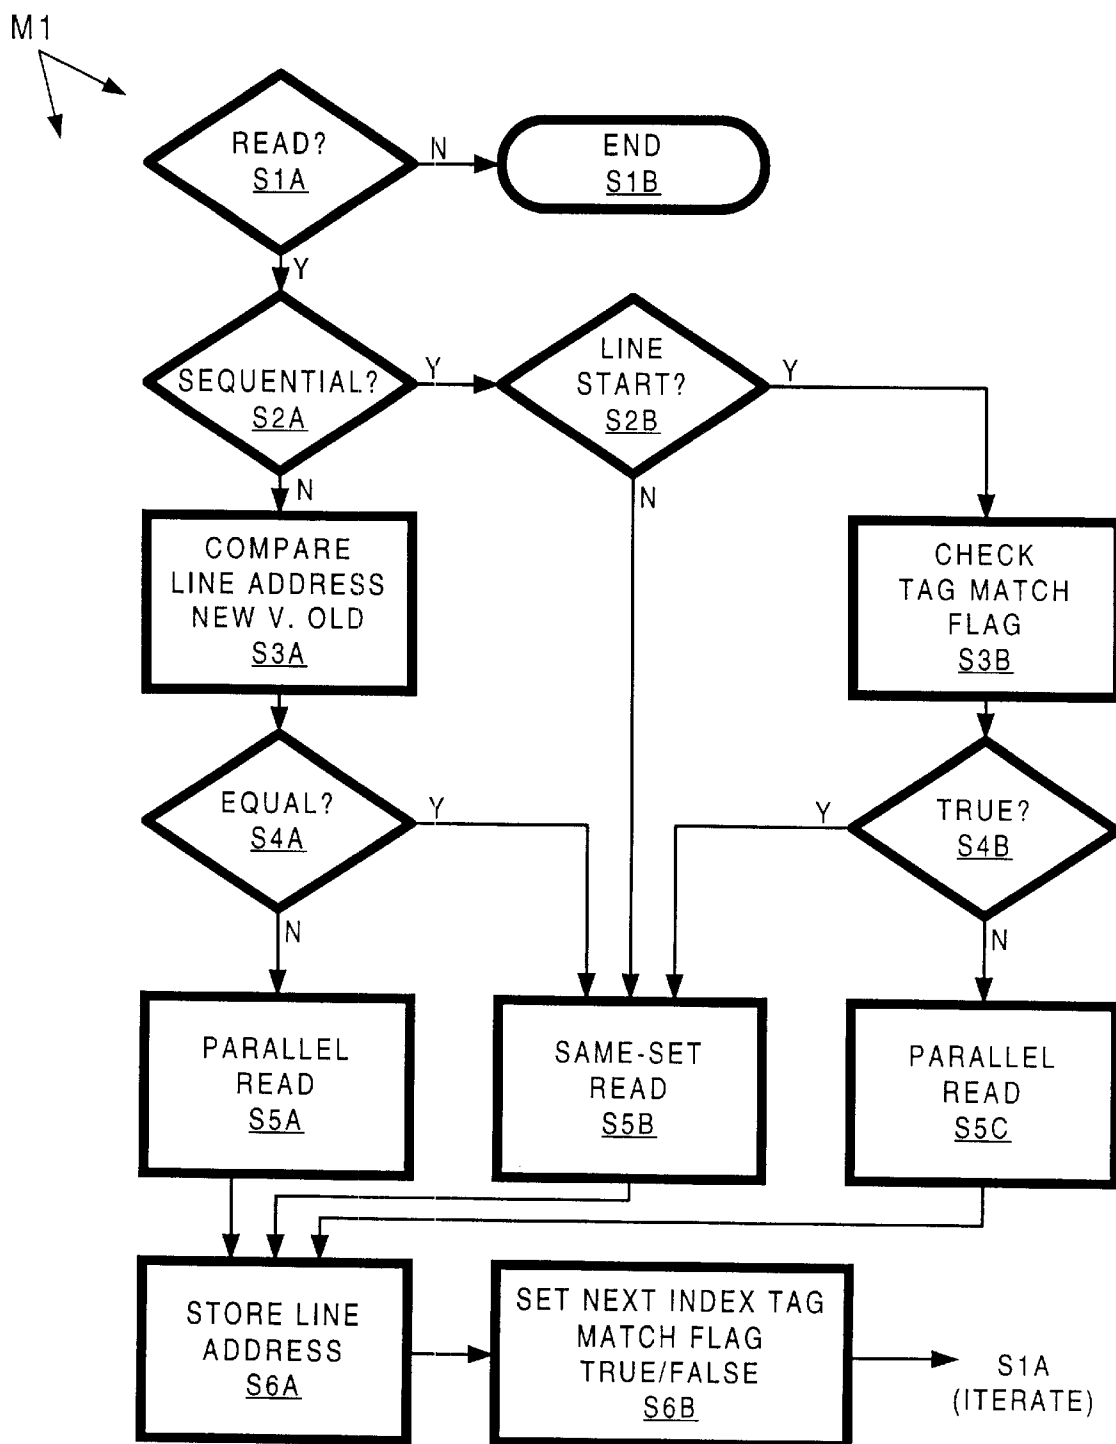 M1
READ?
S1A
N
END
S1B
Y
SEQUENTIAL?
S2A
Y
LINE
START?
S2B
Y
N
N
COMPARE
LINE ADDRESS
NEW V. OLD
S3A
CHECK
TAG MATCH
FLAG
S3B
EQUAL?
S4A
Y
Y
TRUE?
S4B
N
N
PARALLEL
READ
S5A
SAME-SET
READ
S5B
PARALLEL
READ
S5C
STORE LINE
ADDRESS
S6A
SET NEXT INDEX TAG
MATCH FLAG
TRUE/FALSE
S6B
S1A
(ITERATE)